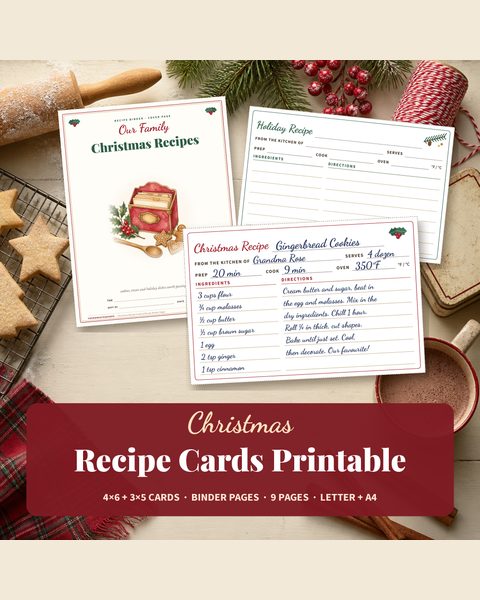 RECIPE BINDER · COVER PAGE
Our Family
Christmas Recipes
Holiday Recipe
FROM THE KITCHEN OF
SERVES
PREP
COOK
OVEN
°F/°C
INGREDIENTS
DIRECTIONS
Christmas Recipe Gingerbread Cookies
FROM THE KITCHEN OF Grandma Rose
SERVES 4 dozen
PREP 20 min
COOK 9 min
OVEN 350°F
°F/°C
INGREDIENTS
3 cups flour
¾ cup molasses
½ cup butter
½ cup brown sugar
1 egg
2 tsp ginger
1 tsp cinnamon
DIRECTIONS
Cream butter and sugar, beat in
the egg and molasses. Mix in the
dry ingredients. Chill 1 hour.
Roll ¼ in thick, cut shapes.
Bake until just set. Cool,
then decorate. Our favourite!
Christmas
Recipe Cards Printable
4×6 + 3×5 CARDS · BINDER PAGES · 9 PAGES · LETTER + A4